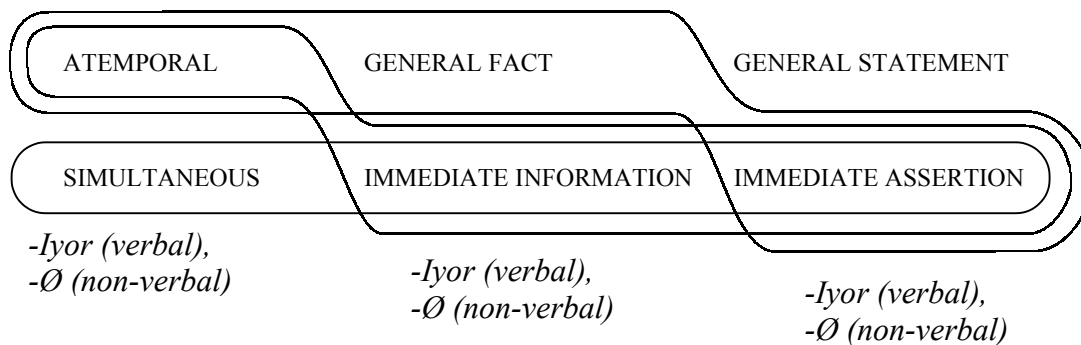 ATEMPORAL GENERAL FACT GENERAL STATEMENT
SIMULTANEOUS IMMEDIATE INFORMATION IMMEDIATE ASSERTION
-Iyor (verbal),
-Ø (non-verbal)
-Iyor (verbal),
-Ø (non-verbal)
-Iyor (verbal),
-Ø (non-verbal)